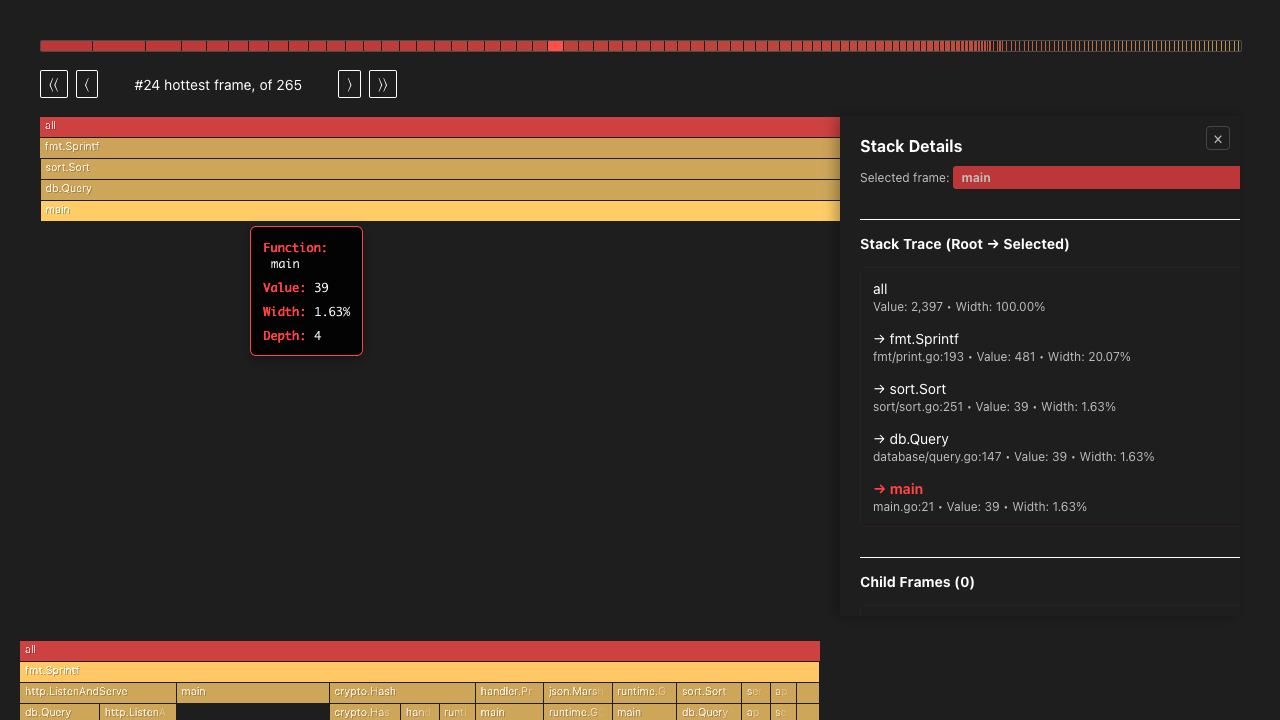 ⟨⟨ ⟨ #24 hottest frame, of 265 ⟩ ⟩⟩
all
fmt.Sprintf
sort.Sort
db.Query
main
Function:
main
Value: 39
Width: 1.63%
Depth: 4
Stack Details
×
Selected frame: main
Stack Trace (Root → Selected)
all
Value: 2,397 • Width: 100.00%
→ fmt.Sprintf
fmt/print.go:193 • Value: 481 • Width: 20.07%
→ sort.Sort
sort/sort.go:251 • Value: 39 • Width: 1.63%
→ db.Query
database/query.go:147 • Value: 39 • Width: 1.63%
→ main
main.go:21 • Value: 39 • Width: 1.63%
Child Frames (0)
all
fmt.Sprintf
http.ListenAndServe main crypto.Hash handler.Pr json.Marsh runtime.G sort.Sort se ap
db.Query http.ListenA crypto.Has hand runti main runtime.G main db.Query ap se